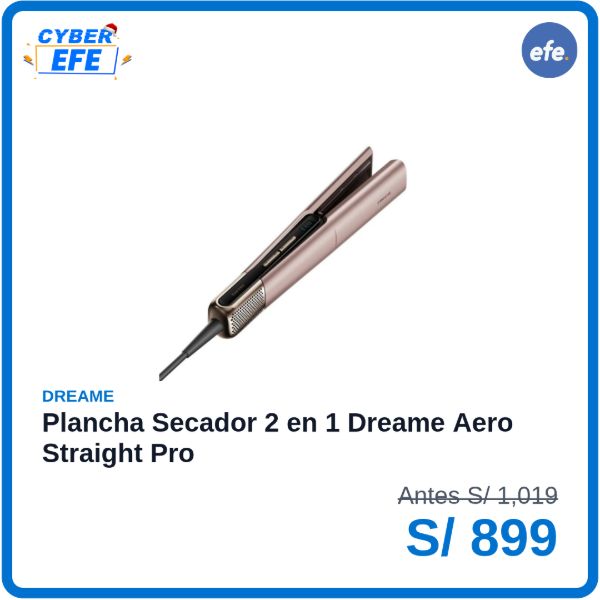 CYBER
EFE
efe.
DREAME
Plancha Secador 2 en 1 Dreame Aero
Straight Pro
Antes S/ 1,019
S/ 899